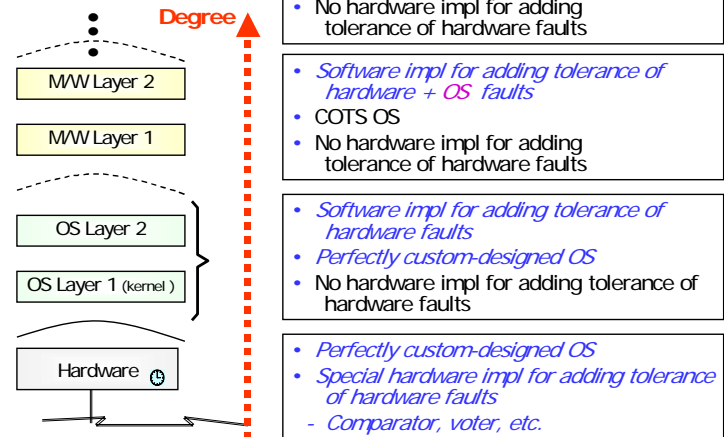 Degree
M/W Layer 2
M/W Layer 1
OS Layer 2
OS Layer 1 (kernel )
Hardware
• No hardware impl for adding
tolerance of hardware faults
• Software impl for adding tolerance of
hardware + OS faults
• COTS OS
• No hardware impl for adding
tolerance of hardware faults
• Software impl for adding tolerance of
hardware faults
• Perfectly custom-designed OS
• No hardware impl for adding tolerance of
hardware faults
• Perfectly custom-designed OS
• Special hardware impl for adding tolerance
of hardware faults
- Comparator, voter, etc.